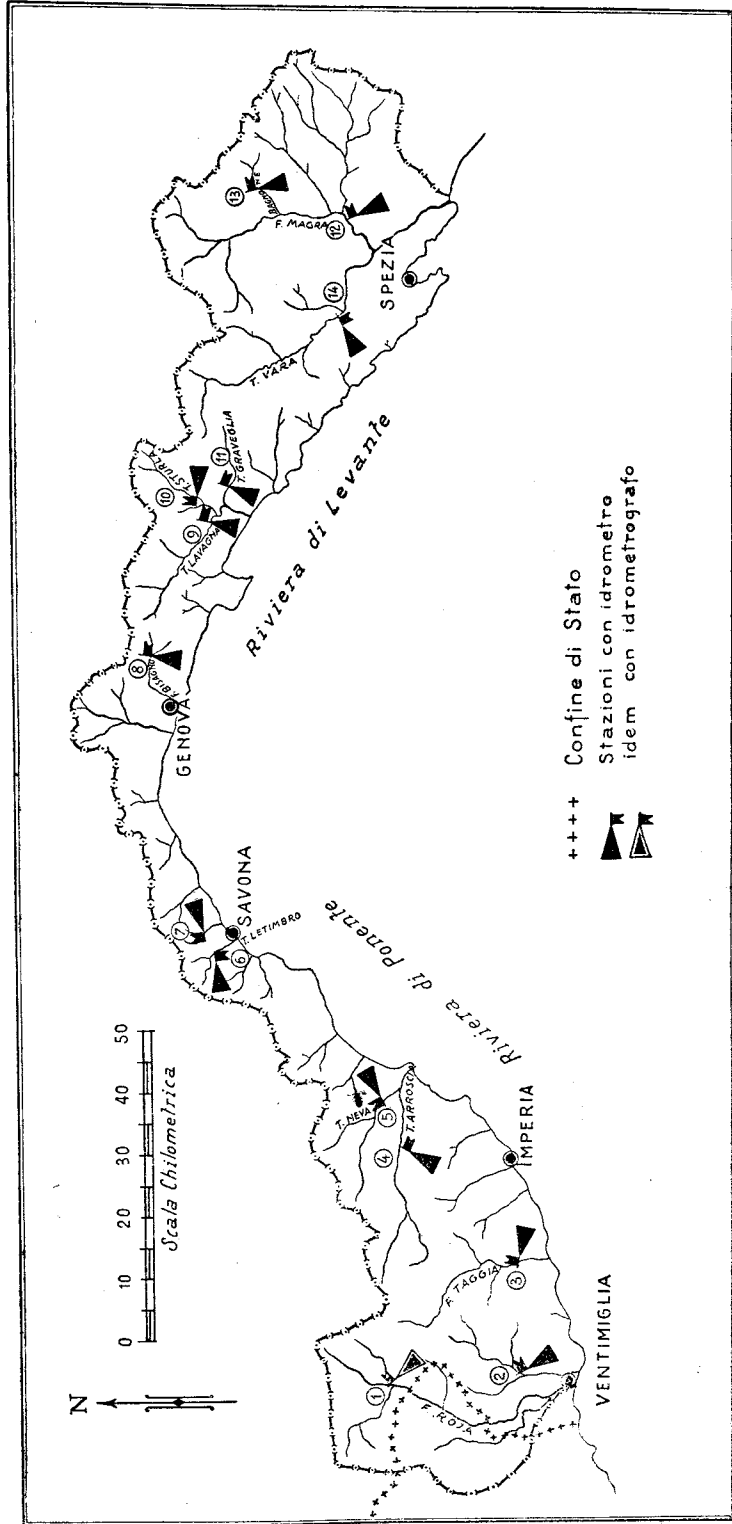 N
0 10 20 30 40 50
Scala Chilometrica
1
F. ROJA
2
VENTIMIGLIA
F. TAGGIA
3
IMPERIA
4
T. ARROSCIA
T. NEVA
5
Riviera di Ponente
6
T. LETIMBRO
SAVONA
7
GENOVA
8
F. BISAGNO
9
T. LAVAGNA
10
T. STURLA
11
T. GRAVEGLIA
Riviera di Levante
T. VARA
14
F. MAGRA
12
13
SPEZIA
++++ Confine di Stato
Stazioni con idrometro
idem con idrometrografo